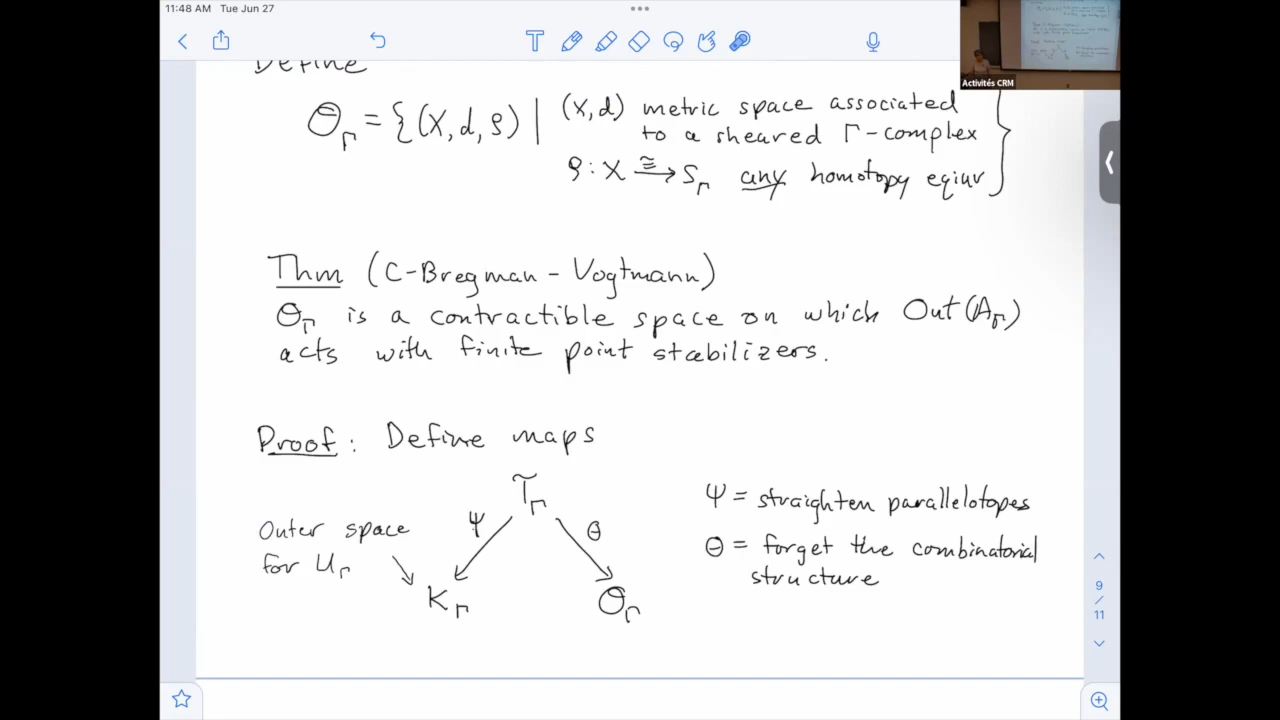 11:48 AM Tue Jun 27
Activités CRM
Define
𝒪_Γ = {(X, d, ρ) | (X, d) metric space associated
to a sheared Γ-complex
ρ: X ≅→ S_Γ any homotopy equiv }
Thm (C-Bregman-Vogtmann)
𝒪_Γ is a contractible space on which Out(A_Γ)
acts with finite point stabilizers.
Proof: Define maps
T̃_Γ
Ψ Θ
Outer space
for U_Γ
K_Γ 𝒪_Γ
Ψ = straighten parallelotopes
Θ = forget the combinatorial
structure
9
/
11